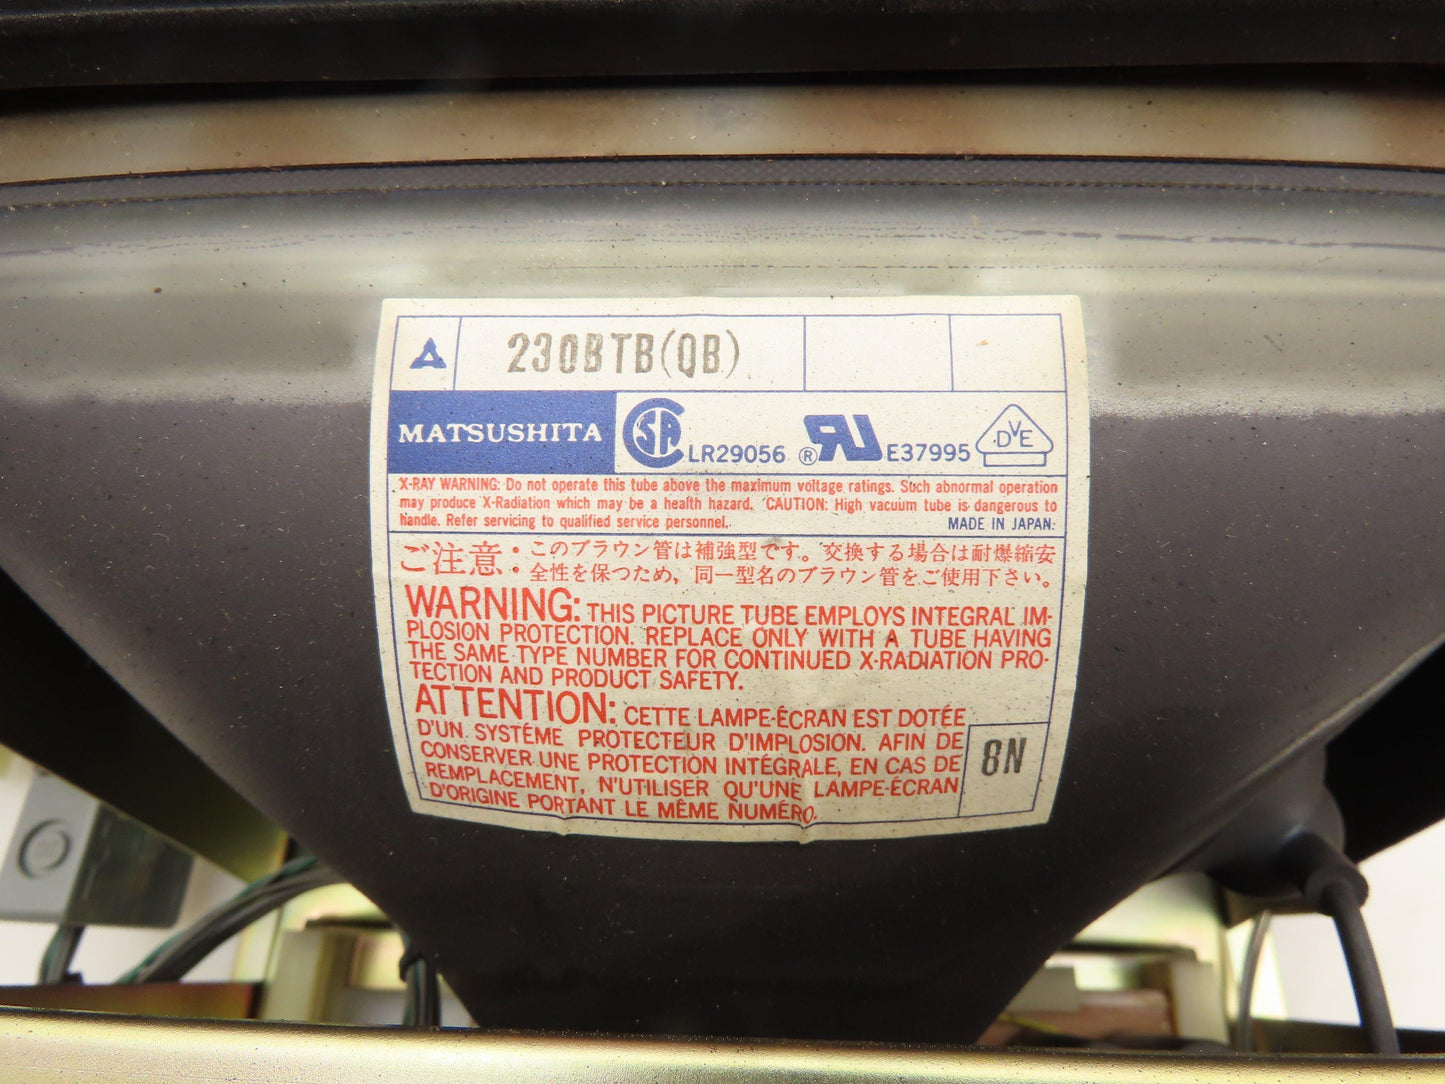 230BTB(QB)
MATSUSHITA SA LR29056 ® RU E37995 DVE
X-RAY WARNING: Do not operate this tube above the maximum voltage ratings. Such abnormal operation
may produce X-Radiation which may be a health hazard. CAUTION: High vacuum tube is dangerous to
handle. Refer servicing to qualified service personnel. MADE IN JAPAN.
ご注意: このブラウン管は補強型です。交換する場合は耐爆縮安
全性を保つため，同一型名のブラウン管をご使用下さい。
WARNING: THIS PICTURE TUBE EMPLOYS INTEGRAL IM-
PLOSION PROTECTION. REPLACE ONLY WITH A TUBE HAVING
THE SAME TYPE NUMBER FOR CONTINUED X-RADIATION PRO-
TECTION AND PRODUCT SAFETY.
ATTENTION: CETTE LAMPE-ÉCRAN EST DOTÉE
D'UN SYSTÉME PROTECTEUR D'IMPLOSION. AFIN DE
CONSERVER UNE PROTECTION INTÉGRALE, EN CAS DE
REMPLACEMENT, N'UTILISER QU'UNE LAMPE-ÉCRAN
D'ORIGINE PORTANT LE MÊME NUMÉRO.
8N